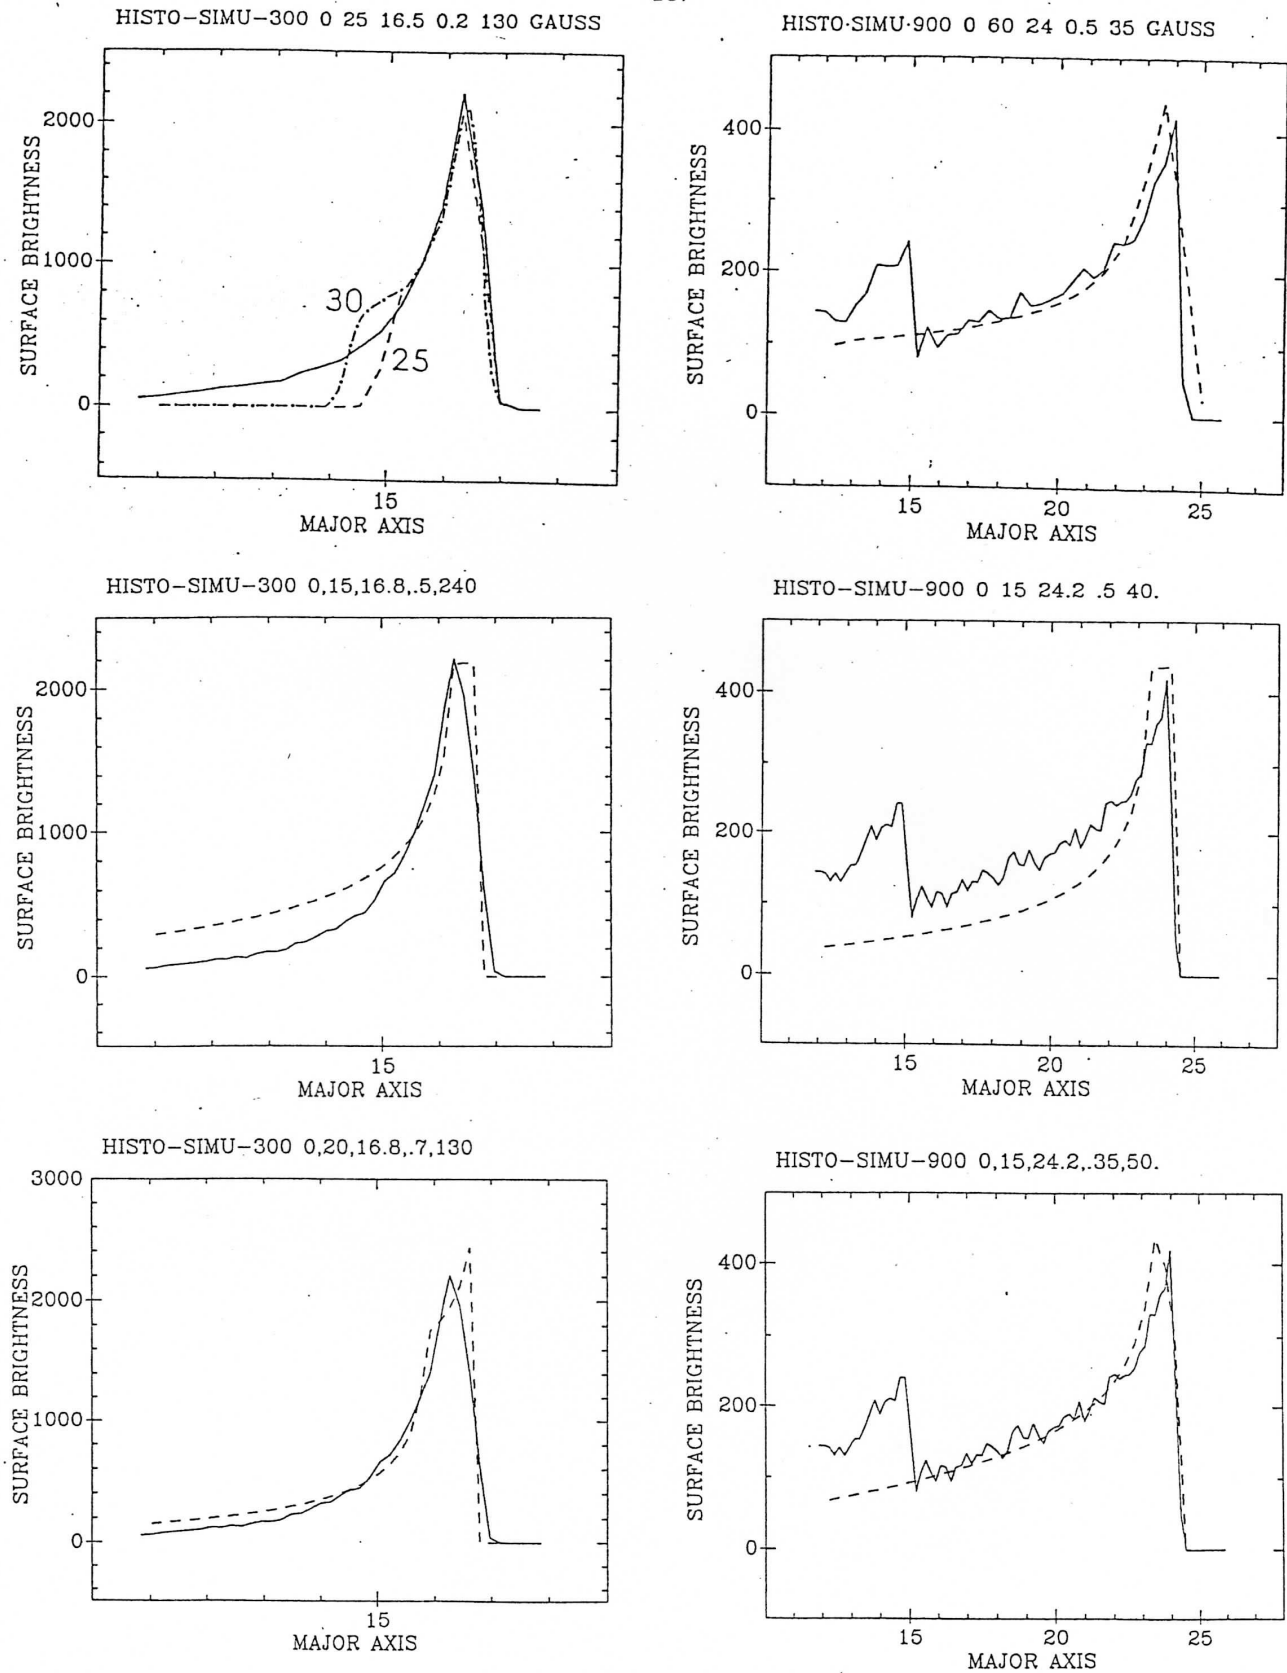 HISTO-SIMU-300 0 25 16.5 0.2 130 GAUSS
SURFACE BRIGHTNESS
2000
1000
0
30
25
15
MAJOR AXIS
HISTO·SIMU·900 0 60 24 0.5 35 GAUSS
SURFACE BRIGHTNESS
400
200
0
15 20 25
MAJOR AXIS
HISTO-SIMU-300 0,15,16.8,.5,240
SURFACE BRIGHTNESS
2000
1000
0
15
MAJOR AXIS
HISTO-SIMU-900 0 15 24.2 .5 40.
SURFACE BRIGHTNESS
400
200
0
15 20 25
MAJOR AXIS
HISTO-SIMU-300 0,20,16.8,.7,130
SURFACE BRIGHTNESS
3000
2000
1000
0
15
MAJOR AXIS
HISTO-SIMU-900 0,15,24.2,.35,50.
SURFACE BRIGHTNESS
400
200
0
15 20 25
MAJOR AXIS